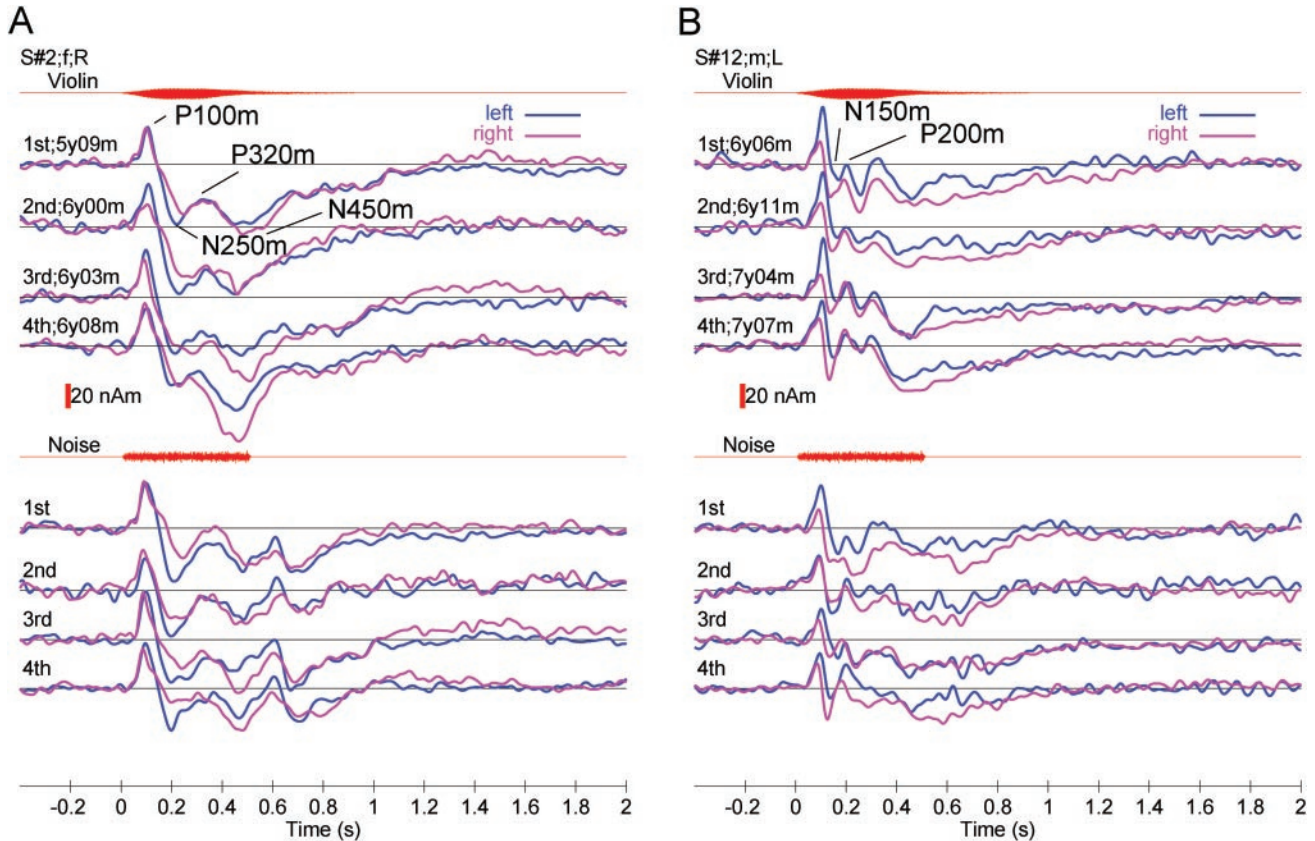 A
S#2;f;R
Violin
P100m
left
right
1st;5y09m
P320m
2nd;6y00m
N450m
N250m
3rd;6y03m
4th;6y08m
20 nAm
Noise
1st
2nd
3rd
4th
-0.2 0 0.2 0.4 0.6 0.8 1 1.2 1.4 1.6 1.8 2
Time (s)
B
S#12;m;L
Violin
N150m
left
P200m
right
1st;6y06m
2nd;6y11m
3rd;7y04m
4th;7y07m
20 nAm
Noise
1st
2nd
3rd
4th
-0.2 0 0.2 0.4 0.6 0.8 1 1.2 1.4 1.6 1.8 2
Time (s)